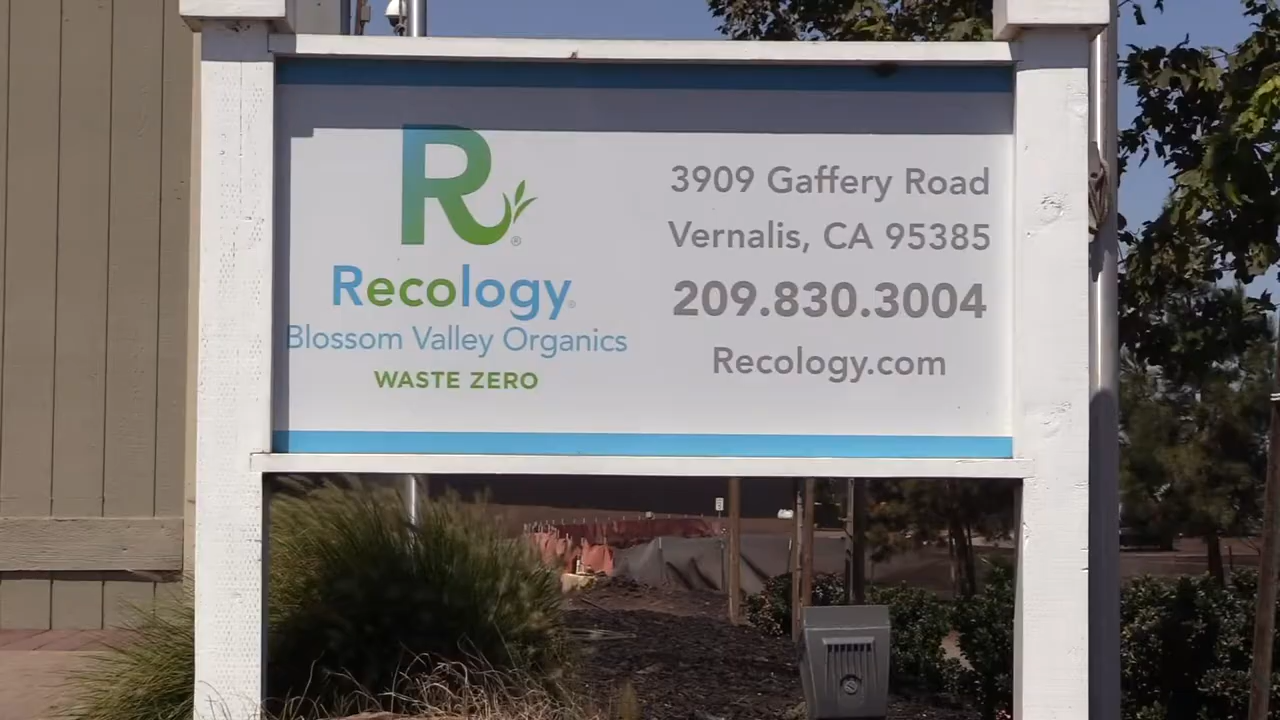 R
Recology
Blossom Valley Organics
WASTE ZERO
3909 Gaffery Road
Vernalis, CA 95385
209.830.3004
Recology.com